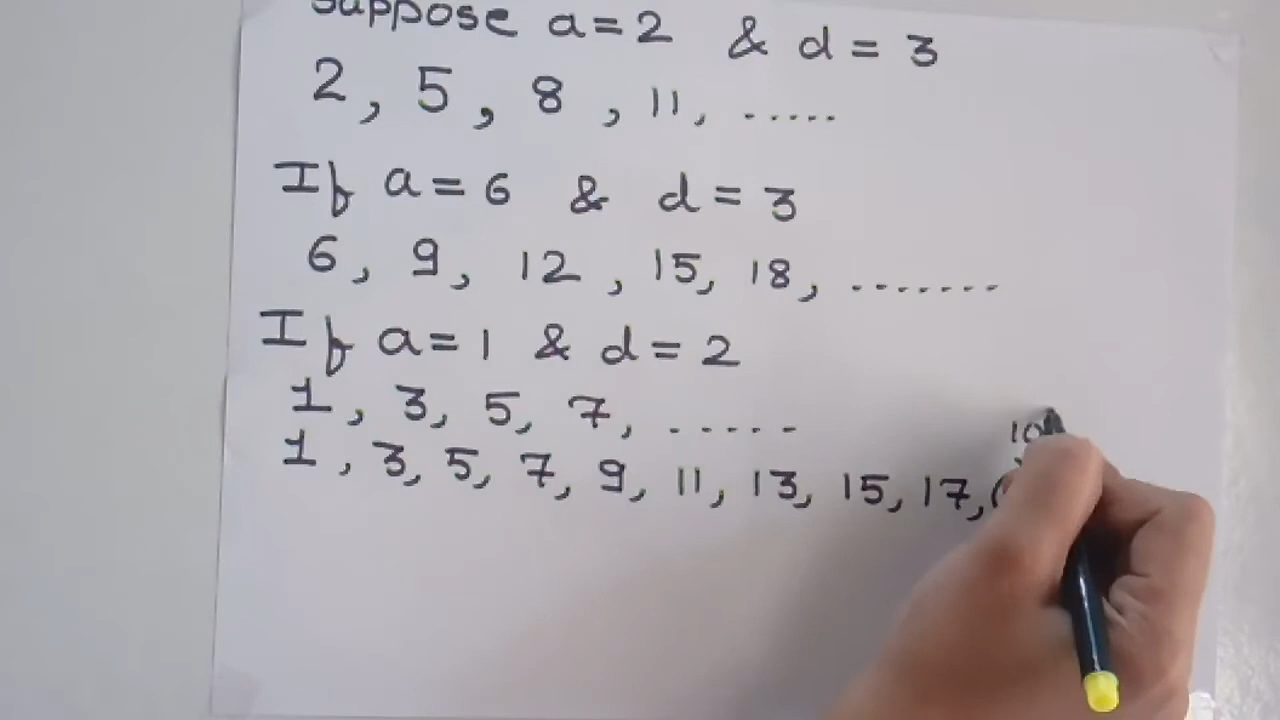 Suppose a=2 & d=3
2, 5, 8, 11, .....
If a=6 & d=3
6, 9, 12, 15, 18, .......
If a=1 & d=2
1, 3, 5, 7, .....
10
1, 3, 5, 7, 9, 11, 13, 15, 17,